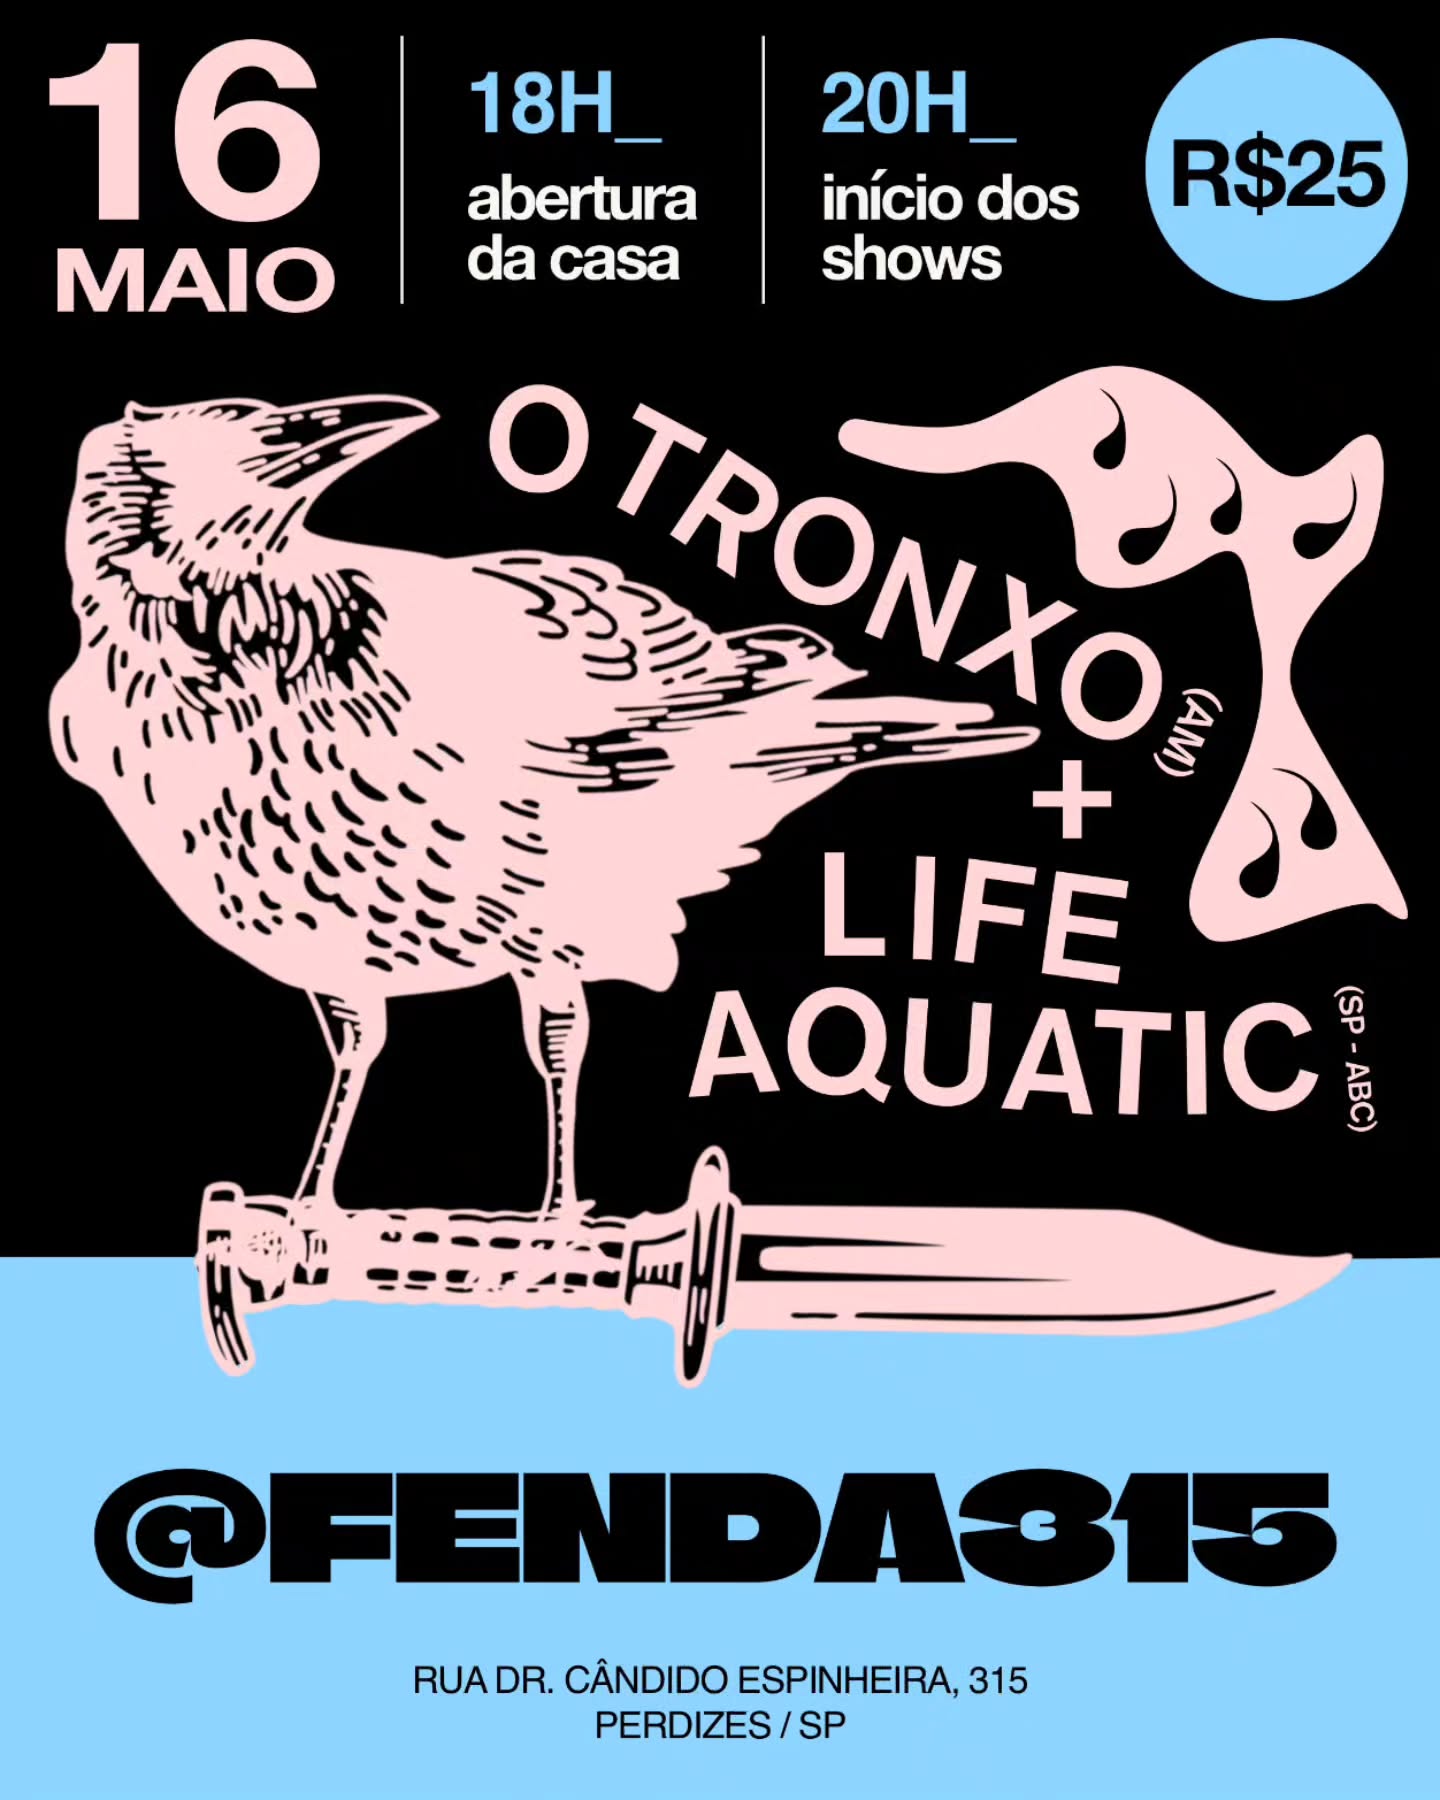 16
MAIO
18H_
abertura
da casa
20H_
início dos
shows
R$25
O TRONXO
(AM)
+
LIFE
AQUATIC
(SP - ABC)
@FENDA315
RUA DR. CÂNDIDO ESPINHEIRA, 315
PERDIZES / SP